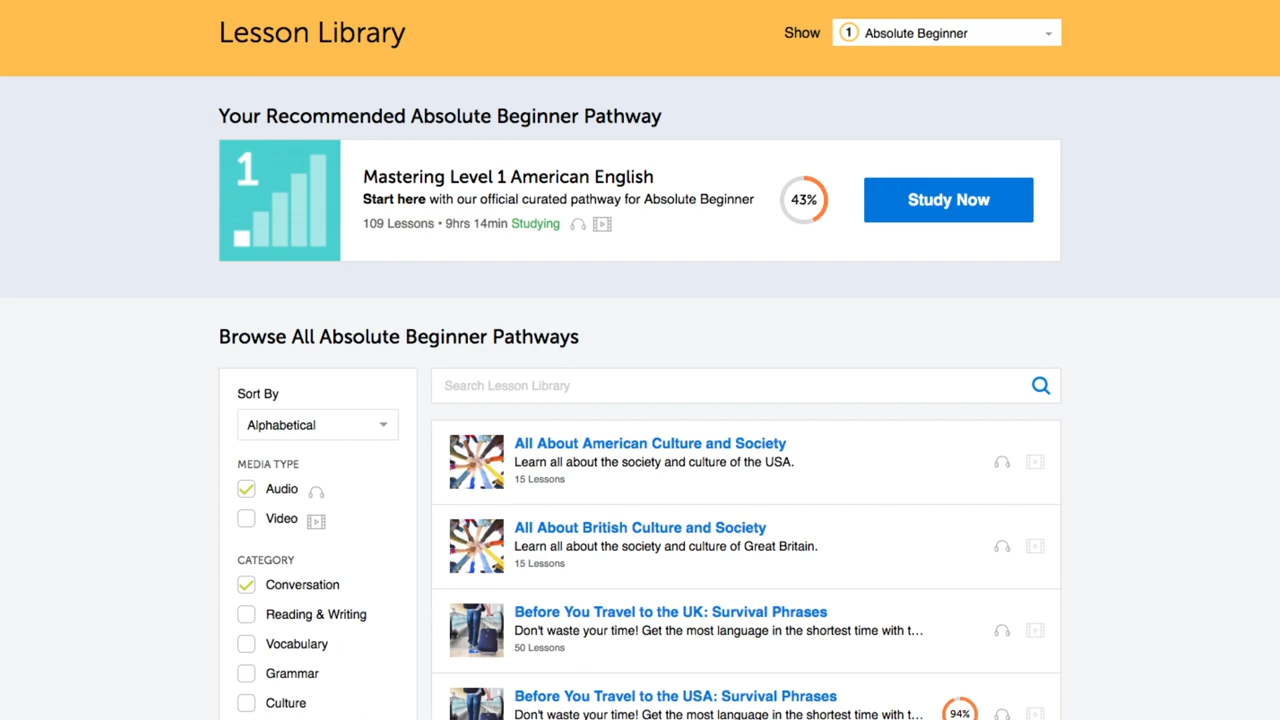 Lesson Library
Show
1 Absolute Beginner
Your Recommended Absolute Beginner Pathway
1
Mastering Level 1 American English
Start here with our official curated pathway for Absolute Beginner
109 Lessons • 9hrs 14min Studying
43%
Study Now
Browse All Absolute Beginner Pathways
Sort By
Alphabetical
MEDIA TYPE
Audio
Video
CATEGORY
Conversation
Reading & Writing
Vocabulary
Grammar
Culture
Search Lesson Library
All About American Culture and Society
Learn all about the society and culture of the USA.
15 Lessons
All About British Culture and Society
Learn all about the society and culture of Great Britain.
15 Lessons
Before You Travel to the UK: Survival Phrases
Don't waste your time! Get the most language in the shortest time with t...
50 Lessons
Before You Travel to the USA: Survival Phrases
Don't waste your time! Get the most language in the shortest time with t...
94%